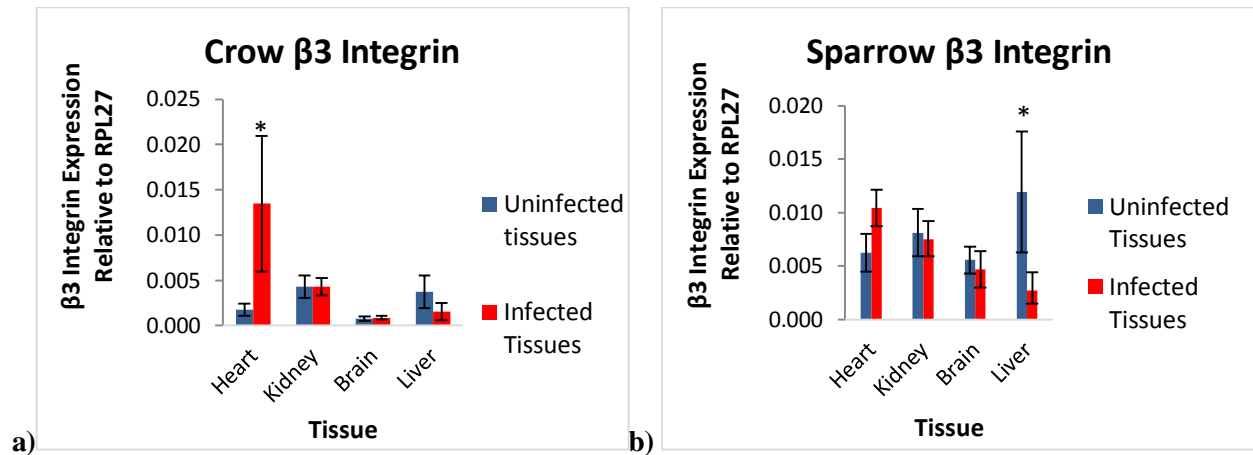 Crow β3 Integrin
β3 Integrin Expression
Relative to RPL27
0.025
0.020
0.015
0.010
0.005
0.000
*
Heart
Kidney
Brain
Liver
Tissue
Uninfected
tissues
Infected
Tissues
a)
Sparrow β3 Integrin
β3 Integrin Expression
Relative to RPL27
0.020
0.015
0.010
0.005
0.000
*
Heart
Kidney
Brain
Liver
Tissue
Uninfected
Tissues
Infected
Tissues
b)